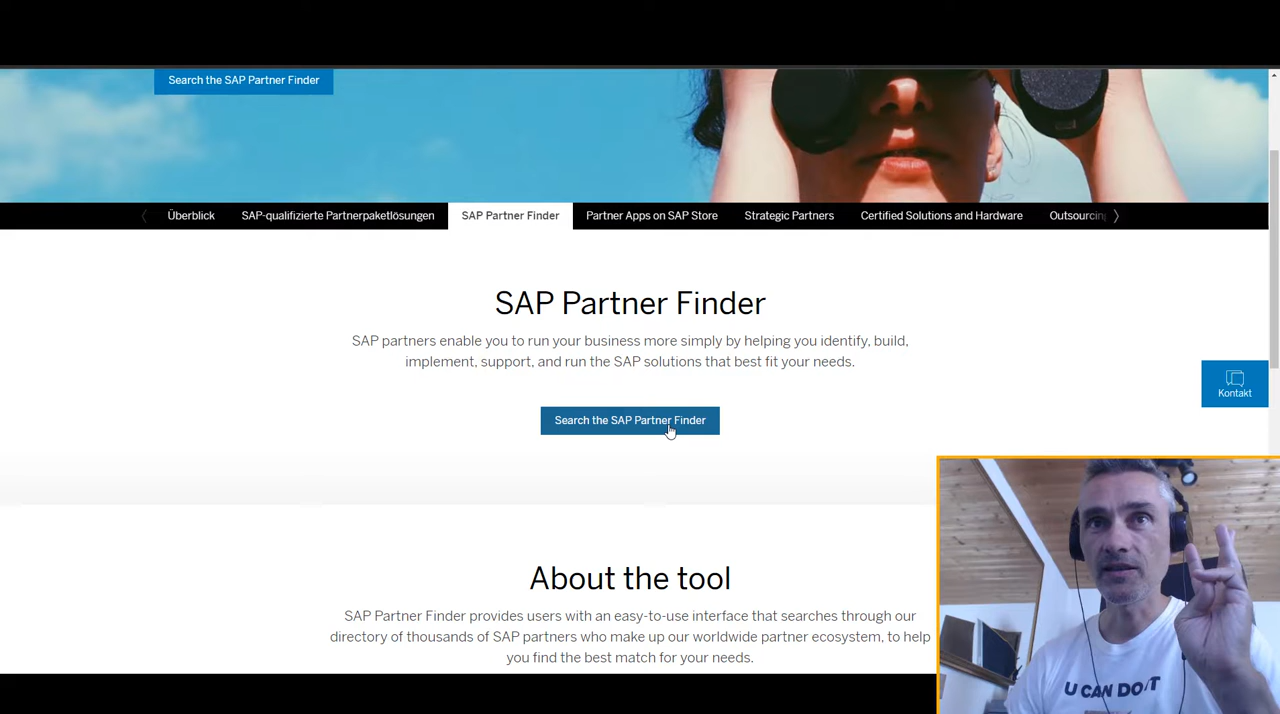 Search the SAP Partner Finder
Überblick
SAP-qualifizierte Partnerpaketlösungen
SAP Partner Finder
Partner Apps on SAP Store
Strategic Partners
Certified Solutions and Hardware
Outsourcing
SAP Partner Finder
SAP partners enable you to run your business more simply by helping you identify, build,
implement, support, and run the SAP solutions that best fit your needs.
Search the SAP Partner Finder
Kontakt
About the tool
SAP Partner Finder provides users with an easy-to-use interface that searches through our
directory of thousands of SAP partners who make up our worldwide partner ecosystem, to help
you find the best match for your needs.
U CAN DO IT